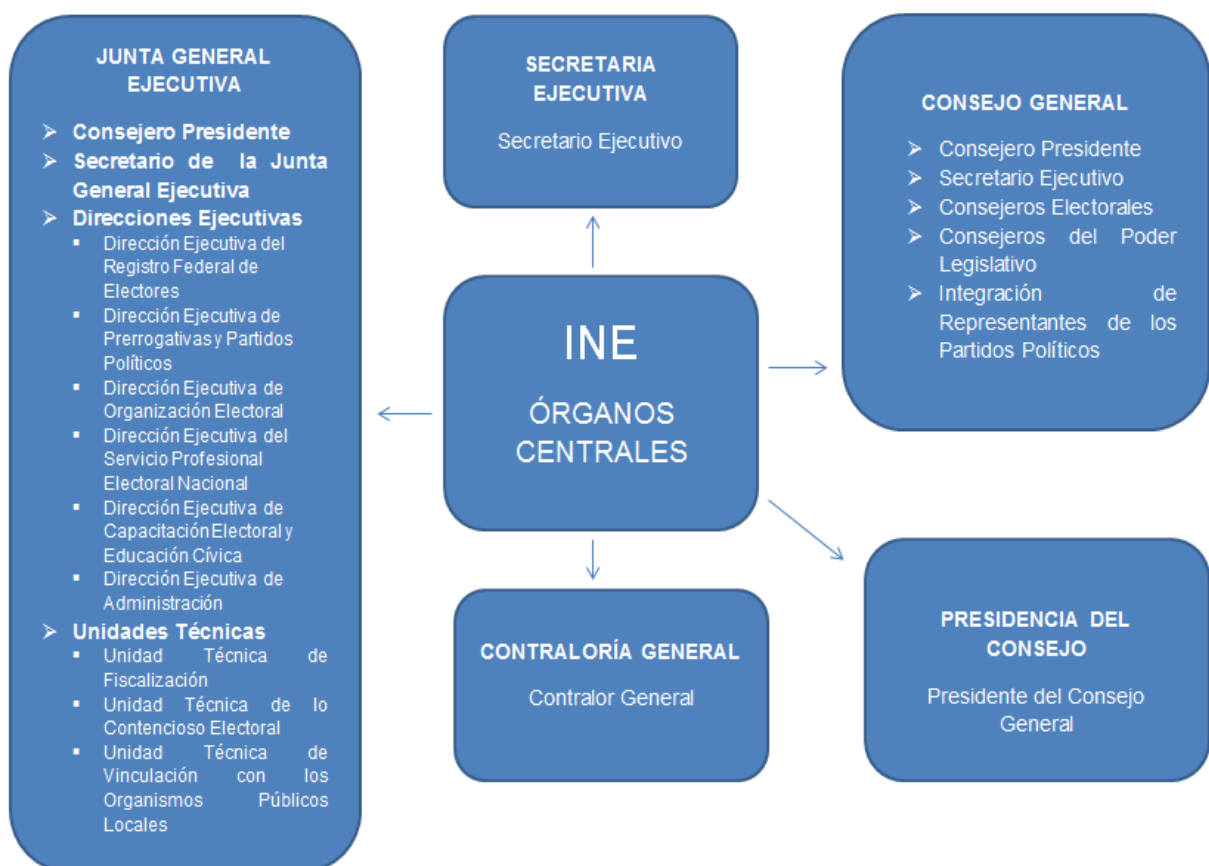 JUNTA GENERAL
EJECUTIVA
➤ Consejero Presidente
➤ Secretario de la Junta
General Ejecutiva
➤ Direcciones Ejecutivas
▪ Dirección Ejecutiva del
Registro Federal de
Electores
▪ Dirección Ejecutiva de
Prerrogativas y Partidos
Políticos
▪ Dirección Ejecutiva de
Organización Electoral
▪ Dirección Ejecutiva del
Servicio Profesional
Electoral Nacional
▪ Dirección Ejecutiva de
Capacitación Electoral y
Educación Cívica
▪ Dirección Ejecutiva de
Administración
➤ Unidades Técnicas
▪ Unidad Técnica de
Fiscalización
▪ Unidad Técnica de lo
Contencioso Electoral
▪ Unidad Técnica de
Vinculación con los
Organismos Públicos
Locales
SECRETARIA
EJECUTIVA
Secretario Ejecutivo
INE
ÓRGANOS
CENTRALES
CONTRALORÍA GENERAL
Contralor General
CONSEJO GENERAL
➤ Consejero Presidente
➤ Secretario Ejecutivo
➤ Consejeros Electorales
➤ Consejeros del Poder
Legislativo
➤ Integración de
Representantes de los
Partidos Políticos
PRESIDENCIA DEL
CONSEJO
Presidente del Consejo
General